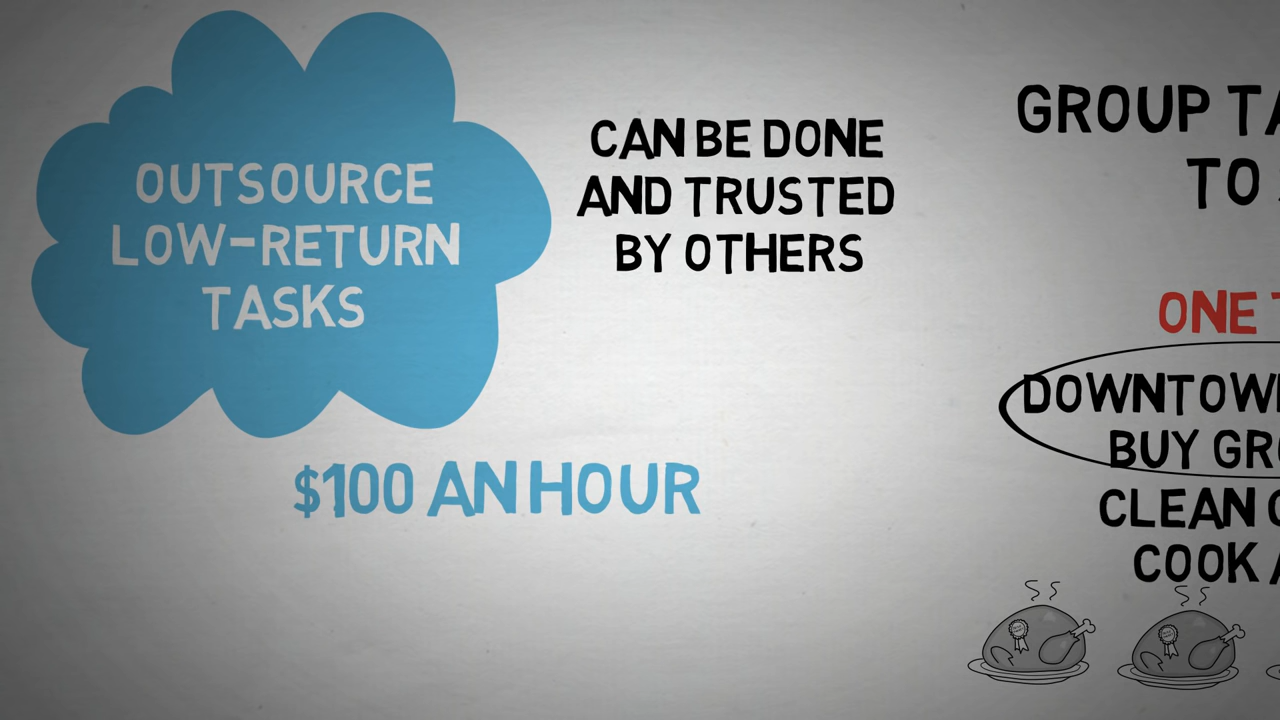 OUTSOURCE
LOW-RETURN
TASKS
CAN BE DONE
AND TRUSTED
BY OTHERS
$100 AN HOUR
GROUP TA
TO
ONE
DOWNTOW
BUY GR
CLEAN
COOK